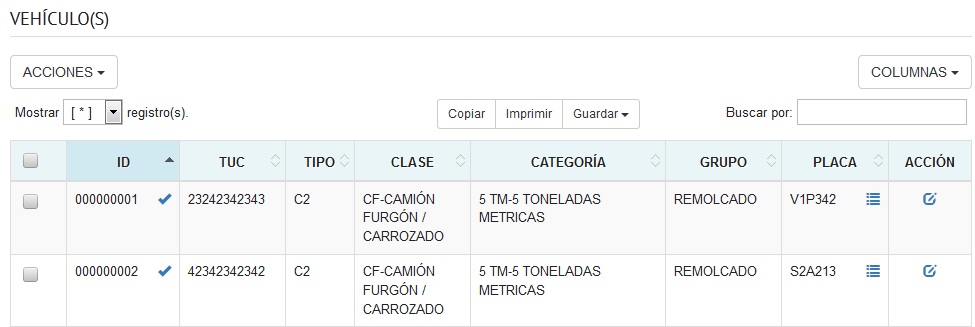 VEHÍCULO(S)
ACCIONES COLUMNAS
Mostrar [ * ] registro(s). Copiar Imprimir Guardar Buscar por:
ID TUC TIPO CLASE CATEGORÍA GRUPO PLACA ACCIÓN
000000001 23242342343 C2 CF-CAMIÓN 5 TM-5 TONELADAS REMOLCADO V1P342
FURGÓN / METRICAS
CARROZADO
000000002 42342342342 C2 CF-CAMIÓN 5 TM-5 TONELADAS REMOLCADO S2A213
FURGÓN / METRICAS
CARROZADO